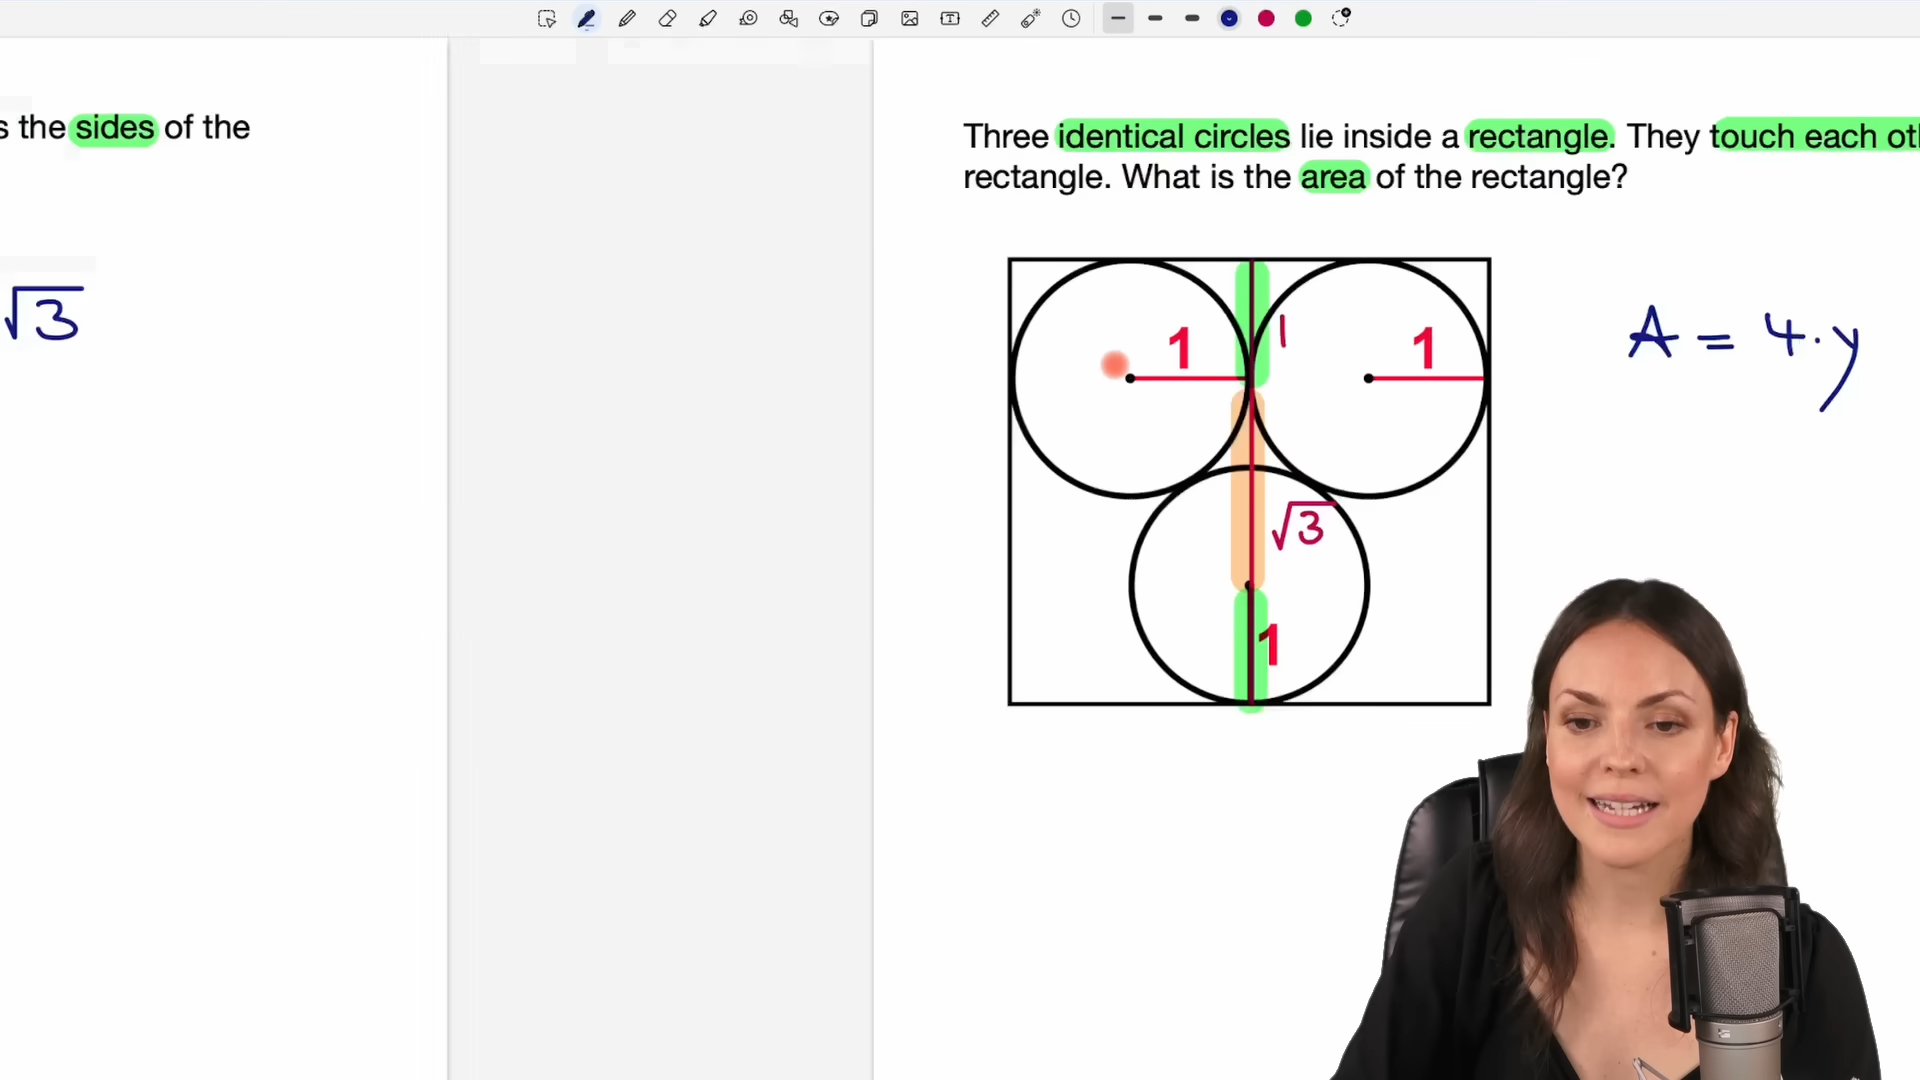 s the sides of the
√3
Three identical circles lie inside a rectangle. They touch each oth
rectangle. What is the area of the rectangle?
1 1 1
A = 4·y
√3
1